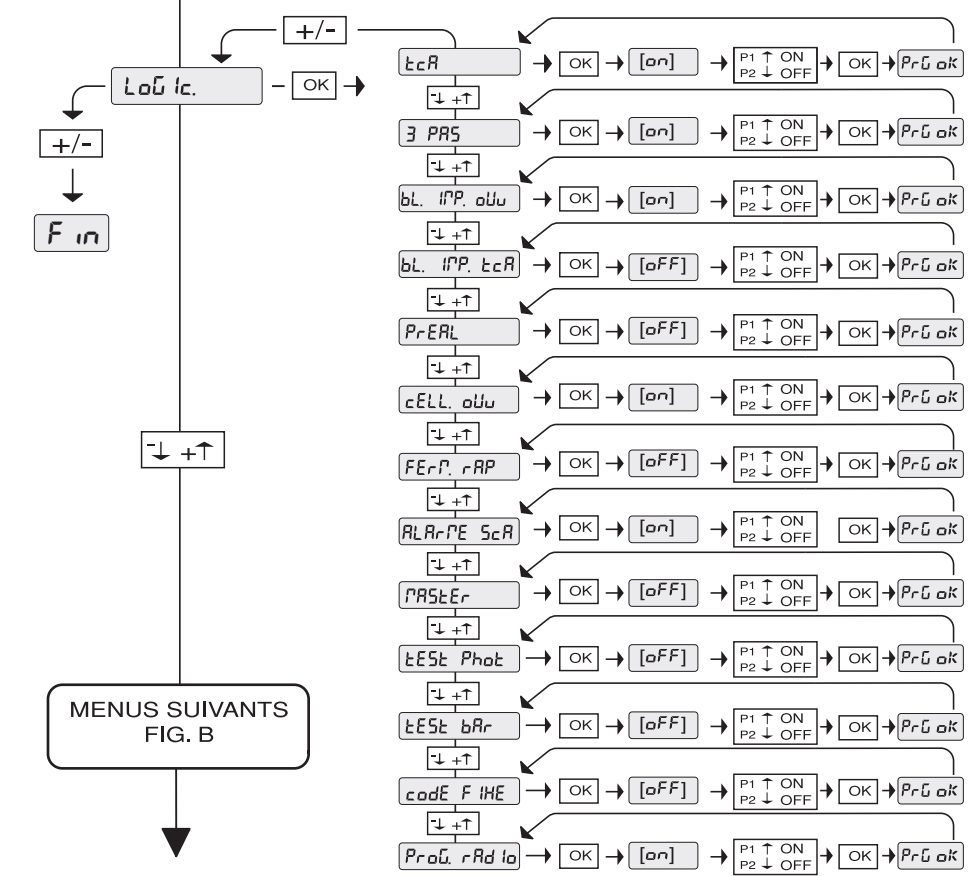 +/-
LoG Ic.
OK
+/-
F in
-↓ +↑
MENUS SUIVANTS
FIG. B
tcA OK [on] P1 ↑ ON P2 ↓ OFF OK PrG oK
-↓ +↑
3 PAS OK [on] P1 ↑ ON P2 ↓ OFF OK PrG oK
-↓ +↑
bL. IMP. oUv OK [on] P1 ↑ ON P2 ↓ OFF OK PrG oK
-↓ +↑
bL. IMP. tcA OK [oFF] P1 ↑ ON P2 ↓ OFF OK PrG oK
-↓ +↑
PrEAL OK [oFF] P1 ↑ ON P2 ↓ OFF OK PrG oK
-↓ +↑
cELL. oUv OK [on] P1 ↑ ON P2 ↓ OFF OK PrG oK
-↓ +↑
FErM. rAP OK [oFF] P1 ↑ ON P2 ↓ OFF OK PrG oK
-↓ +↑
ALArME ScA OK [on] P1 ↑ ON P2 ↓ OFF OK PrG oK
-↓ +↑
MAStEr OK [oFF] P1 ↑ ON P2 ↓ OFF OK PrG oK
-↓ +↑
tESt Phot OK [oFF] P1 ↑ ON P2 ↓ OFF OK PrG oK
-↓ +↑
tESt bAr OK [oFF] P1 ↑ ON P2 ↓ OFF OK PrG oK
-↓ +↑
codE F IHE OK [oFF] P1 ↑ ON P2 ↓ OFF OK PrG oK
-↓ +↑
ProG. rAd Io OK [on] P1 ↑ ON P2 ↓ OFF OK PrG oK